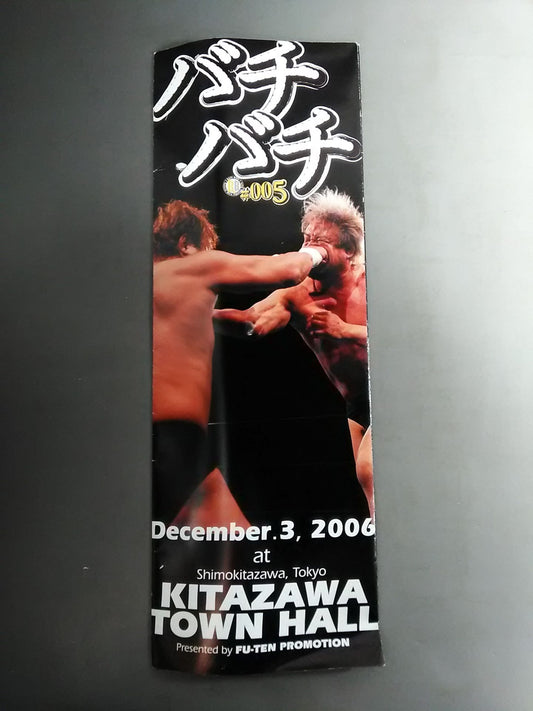 バチ
バチ
#005
December.3, 2006
at
Shimokitazawa, Tokyo
KITAZAWA
TOWN HALL
Presented by FU-TEN PROMOTION